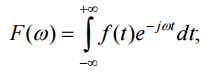 F(ω) = ∫_{−∞}^{+∞} f(t)e^{−jωt} dt;